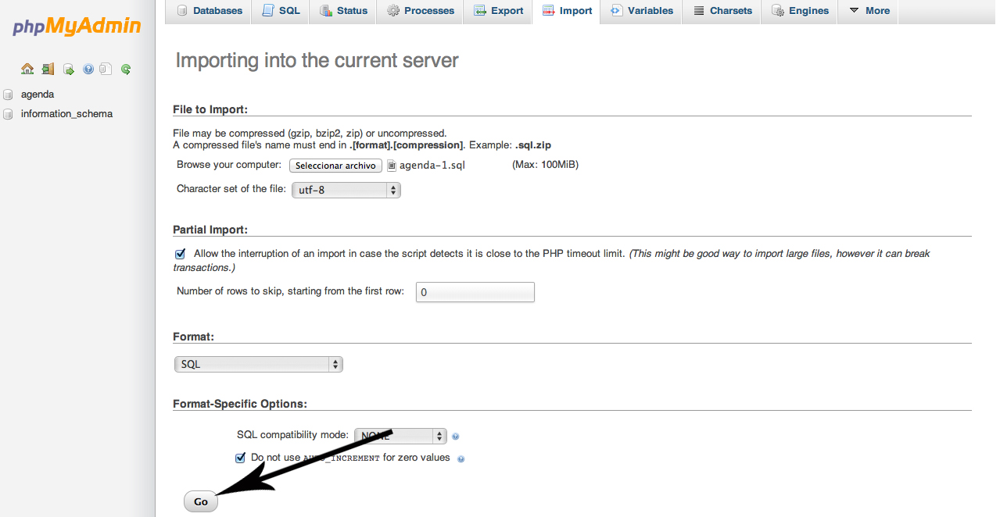 phpMyAdmin
Databases SQL Status Processes Export Import Variables Charsets Engines More
agenda
information_schema
Importing into the current server
File to Import:
File may be compressed (gzip, bzip2, zip) or uncompressed.
A compressed file's name must end in .[format].[compression]. Example: .sql.zip
Browse your computer: Seleccionar archivo agenda-1.sql (Max: 100MiB)
Character set of the file: utf-8
Partial Import:
Allow the interruption of an import in case the script detects it is close to the PHP timeout limit. (This might be good way to import large files, however it can break
transactions.)
Number of rows to skip, starting from the first row: 0
Format:
SQL
Format-Specific Options:
SQL compatibility mode: NONE
Do not use AUTO_INCREMENT for zero values
Go